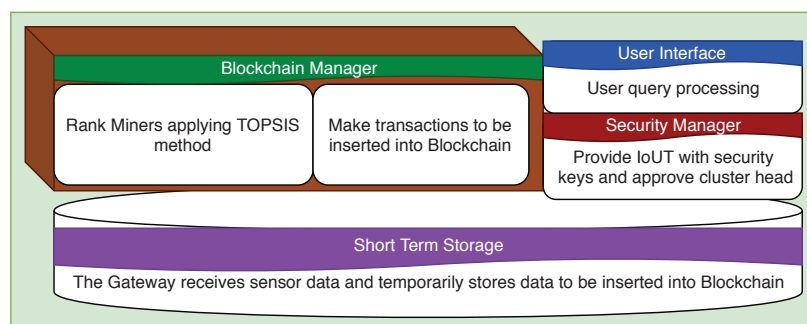 Blockchain Manager
Rank Miners applying TOPSIS
method
Make transactions to be
inserted into Blockchain
User Interface
User query processing
Security Manager
Provide IoUT with security
keys and approve cluster head
Short Term Storage
The Gateway receives sensor data and temporarily stores data to be inserted into Blockchain